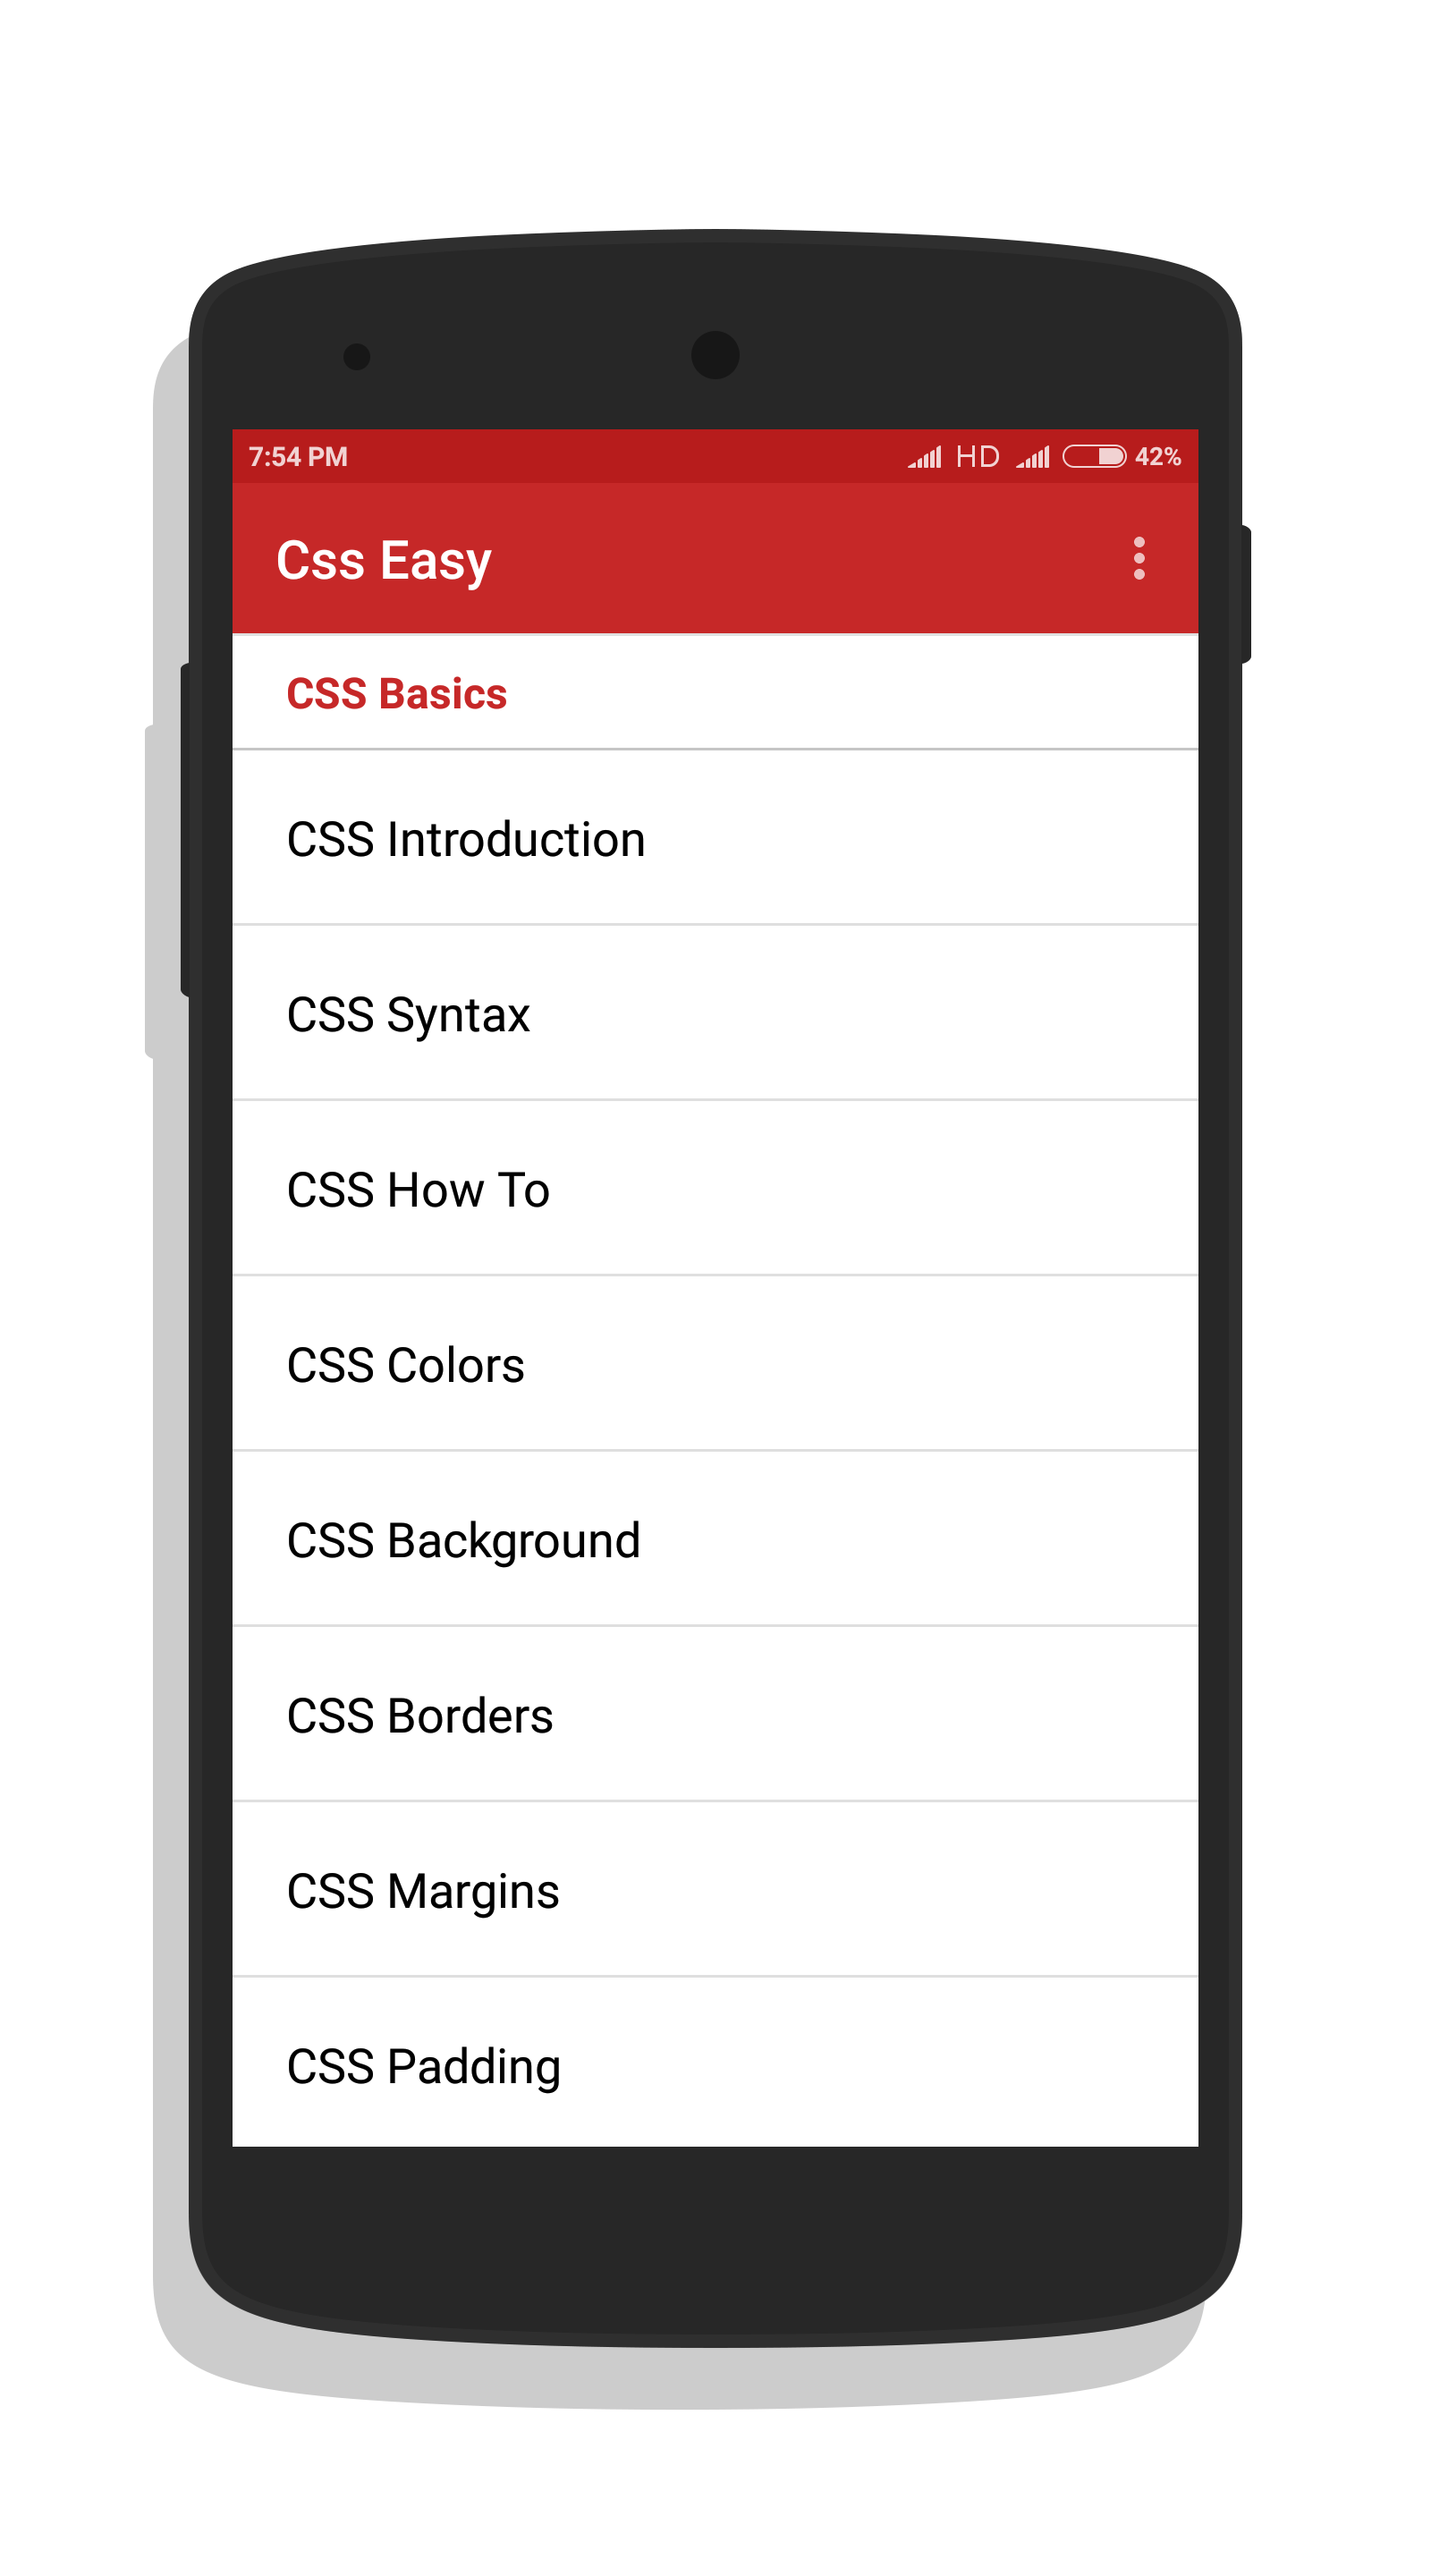 7:54 PM HD 42%
Css Easy
CSS Basics
CSS Introduction
CSS Syntax
CSS How To
CSS Colors
CSS Background
CSS Borders
CSS Margins
CSS Padding